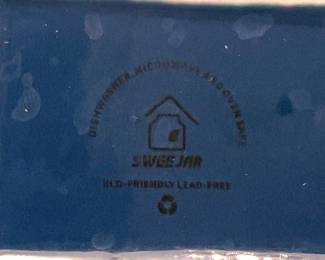 DISHWASHER, MICROWAVE AND OVEN SAFE
SWEEJAR
ECO-FRIENDLY LEAD-FREE